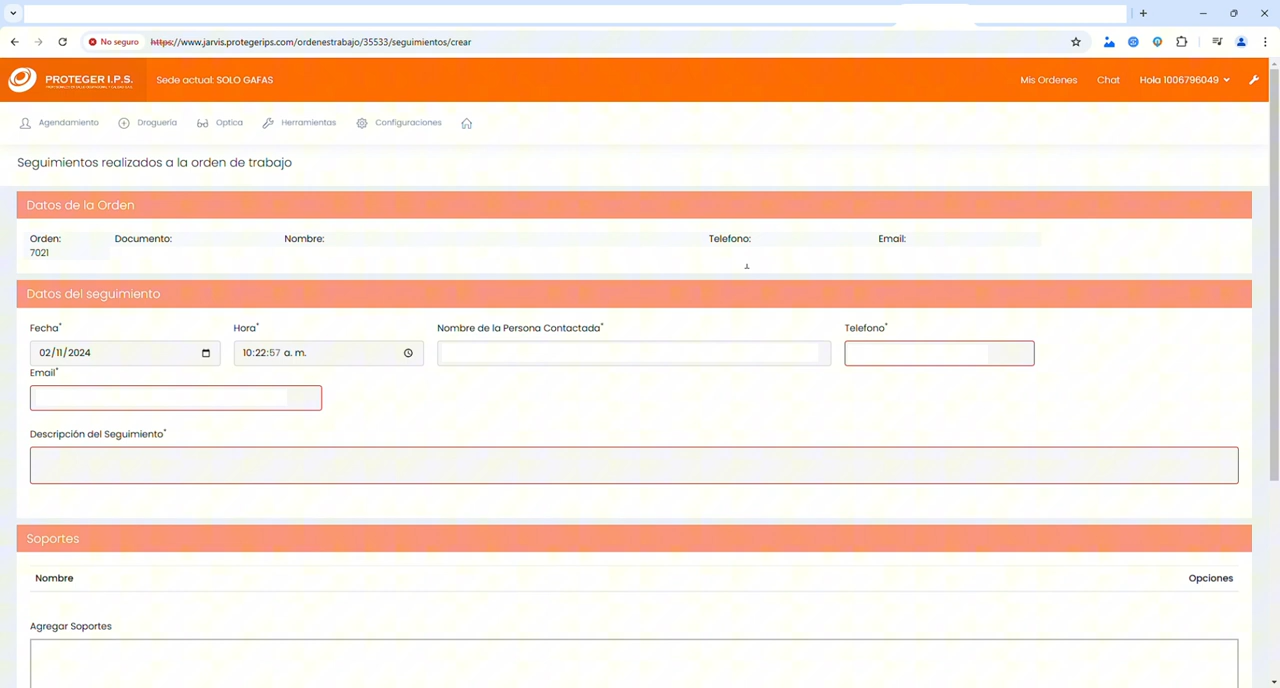 No seguro https://www.jarvis.protegerips.com/ordenestrabajo/35533/seguimientos/crear
PROTEGER I.P.S. Sede actual: SOLO GAFAS Mis Ordenes Chat Hola 1006796049
Agendamiento Droguería Optica Herramientas Configuraciones
Seguimientos realizados a la orden de trabajo
Datos de la Orden
Orden: Documento: Nombre: Telefono: Email:
7021
Datos del seguimiento
Fecha* Hora* Nombre de la Persona Contactada* Telefono*
02/11/2024 10:22:57 a. m.
Email*
Descripción del Seguimiento*
Soportes
Nombre Opciones
Agregar Soportes